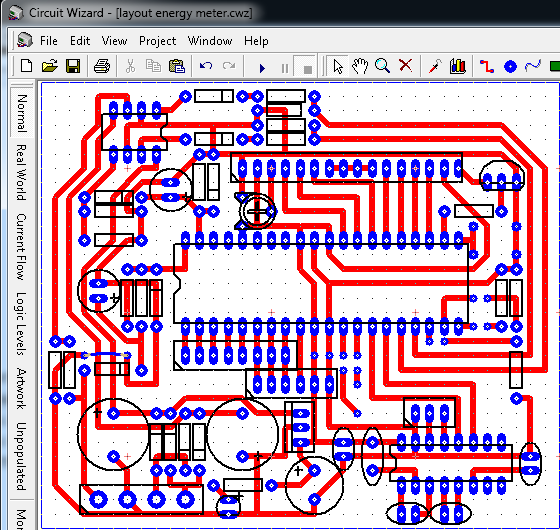 Circuit Wizard - [layout energy meter.cwz]
File Edit View Project Window Help
Normal
Real World
Current Flow
Logic Levels
Artwork
Unpopulated